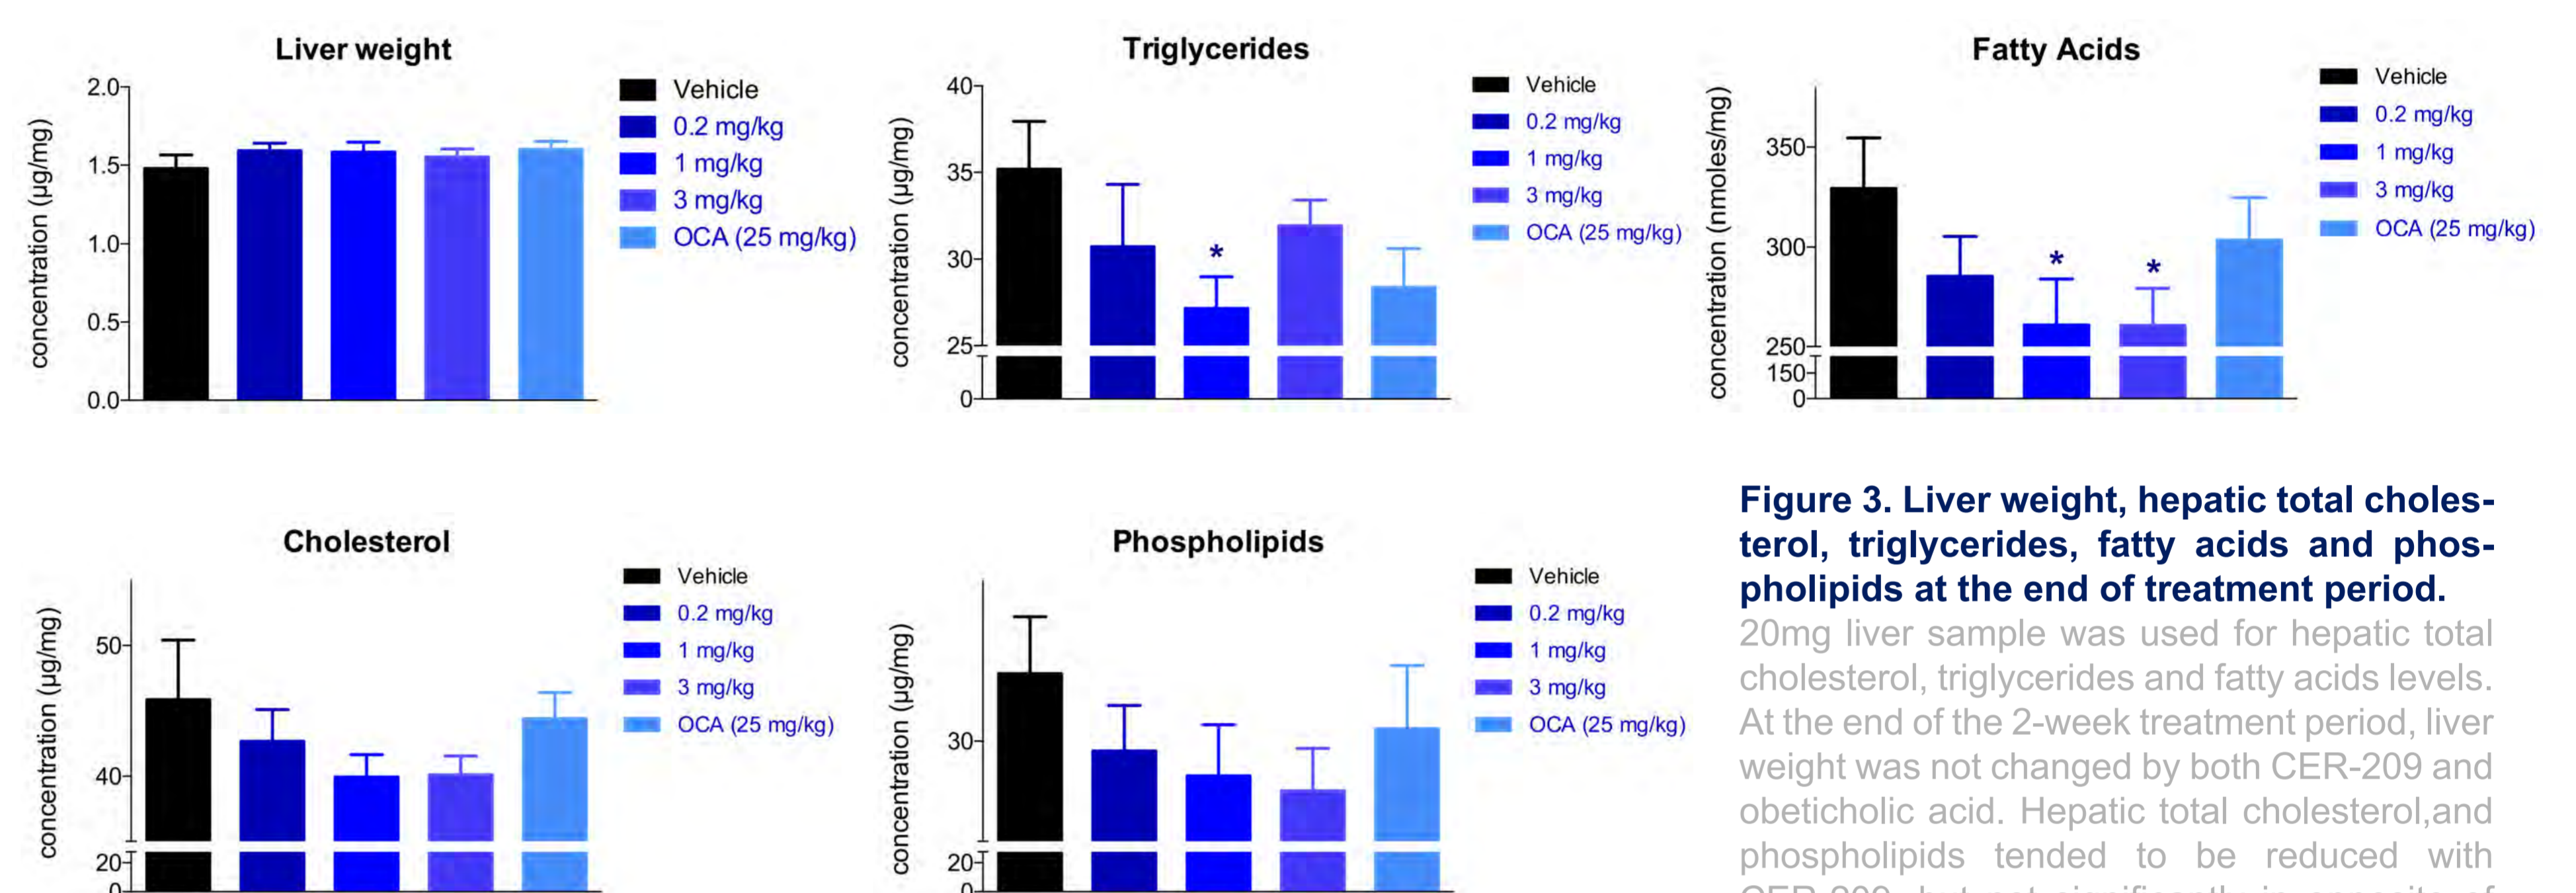 Liver weight
concentration (µg/mg)
2.0
1.5
1.0
0.5
0.0
Vehicle
0.2 mg/kg
1 mg/kg
3 mg/kg
OCA (25 mg/kg)
Triglycerides
concentration (µg/mg)
40
35
30
25
0
*
Vehicle
0.2 mg/kg
1 mg/kg
3 mg/kg
OCA (25 mg/kg)
Fatty Acids
concentration (nmoles/mg)
350
300
250
150
0
*
*
Vehicle
0.2 mg/kg
1 mg/kg
3 mg/kg
OCA (25 mg/kg)
Cholesterol
concentration (µg/mg)
50
40
20
0
Vehicle
0.2 mg/kg
1 mg/kg
3 mg/kg
OCA (25 mg/kg)
Phospholipids
concentration (µg/mg)
30
20
0
Vehicle
0.2 mg/kg
1 mg/kg
3 mg/kg
OCA (25 mg/kg)
Figure 3. Liver weight, hepatic total choles-
terol, triglycerides, fatty acids and phos-
pholipids at the end of treatment period.
20mg liver sample was used for hepatic total
cholesterol, triglycerides and fatty acids levels.
At the end of the 2-week treatment period, liver
weight was not changed by both CER-209 and
obeticholic acid. Hepatic total cholesterol,and
phospholipids tended to be reduced with